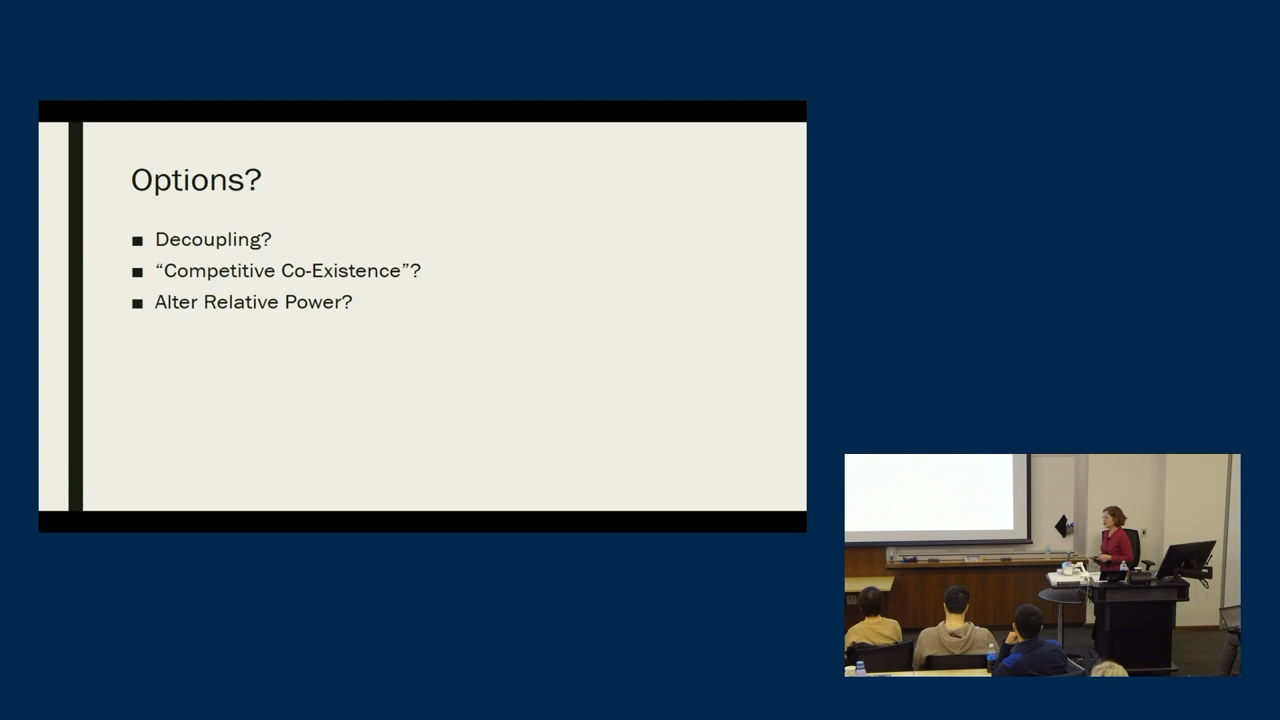 Options?
■ Decoupling?
■ “Competitive Co-Existence”?
■ Alter Relative Power?